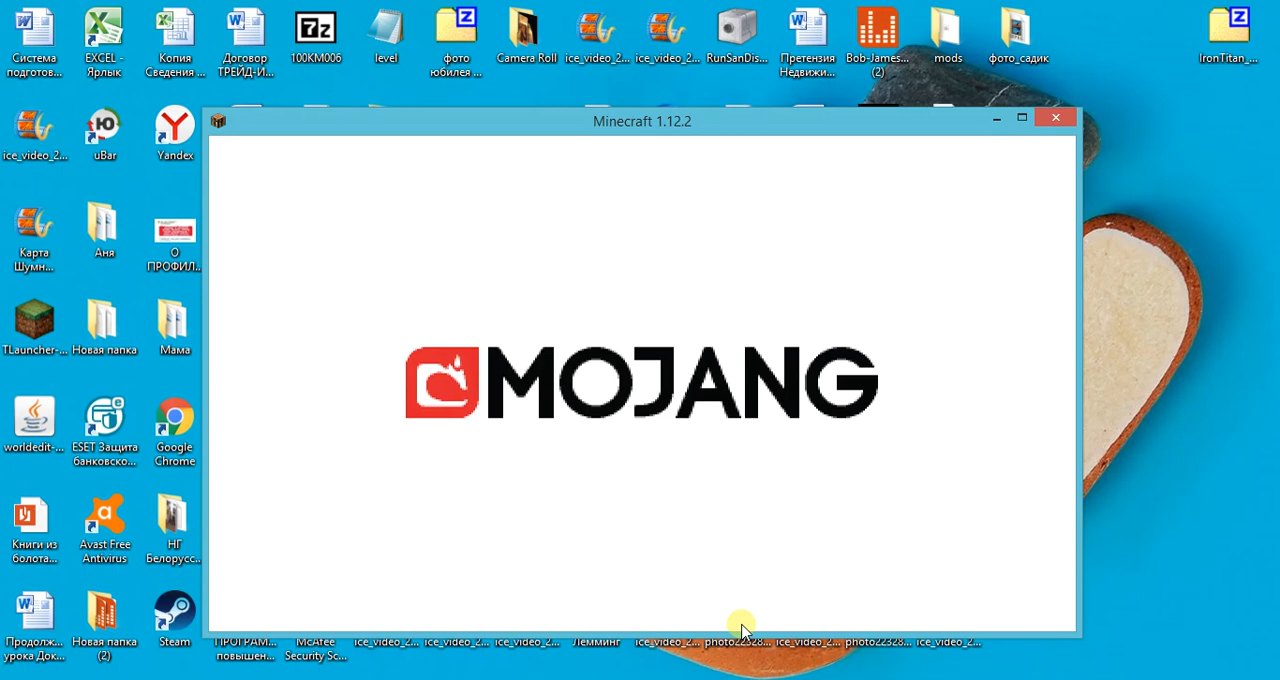 Система
подготов...
EXCEL -
Ярлык
Копия
Сведения ...
Договор
ТРЕЙД-И...
7z
100KM006
level
фото
юбилея ...
Camera Roll
ice_video_2...
ice_video_2...
RunSanDis...
Претензия
Недвижи...
Bob-James...
(2)
mods
фото_садик
IronTitan_...
Minecraft 1.12.2
ice_video_2...
uBar
Yandex
Карта
Шумн...
Аня
О
ПРОФИЛ...
TLauncher-...
Новая папка
Мама
MOJANG
worldedit-...
ESET Защита
банковско...
Google
Chrome
Книги из
болота...
Avast Free
Antivirus
НГ
Белорусс...
Продолж...
урока Док...
Новая папка
(2)
Steam
ПРОГРАМ...
повышен...
McAfee
Security Sc...
ice_video_2...
ice_video_2...
ice_video_2...
Лемминг
ice_video_2...
photo22328...
ice_video_2...
photo22328...
ice_video_2...